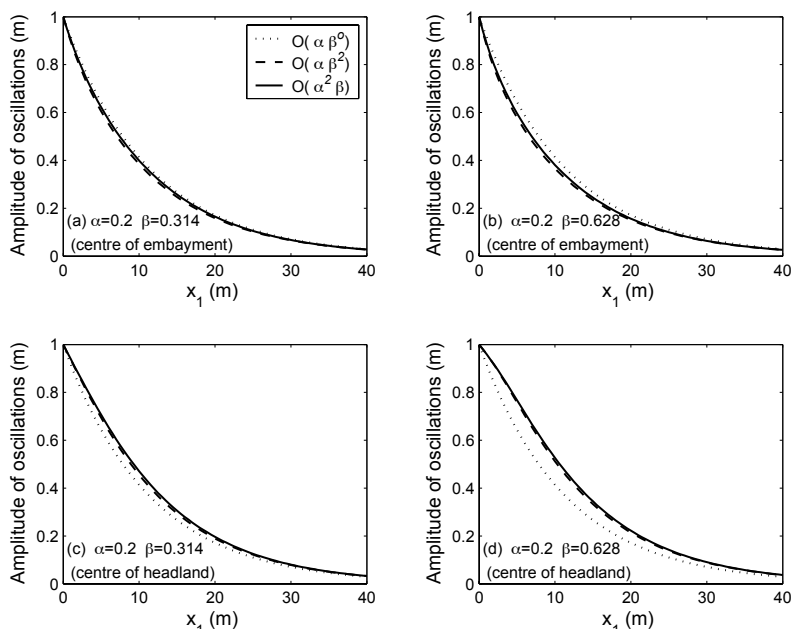 Amplitude of oscillations (m)
1
0.8
0.6
0.4
0.2
0
O( α β⁰)
O( α β²)
O( α² β)
(a) α=0.2 β=0.314
(centre of embayment)
0 10 20 30 40
x₁ (m)
Amplitude of oscillations (m)
1
0.8
0.6
0.4
0.2
0
(b) α=0.2 β=0.628
(centre of embayment)
0 10 20 30 40
x₁ (m)
Amplitude of oscillations (m)
1
0.8
0.6
0.4
0.2
0
(c) α=0.2 β=0.314
(centre of headland)
0 10 20 30 40
x₁ (m)
Amplitude of oscillations (m)
1
0.8
0.6
0.4
0.2
0
(d) α=0.2 β=0.628
(centre of headland)
0 10 20 30 40
x₁ (m)